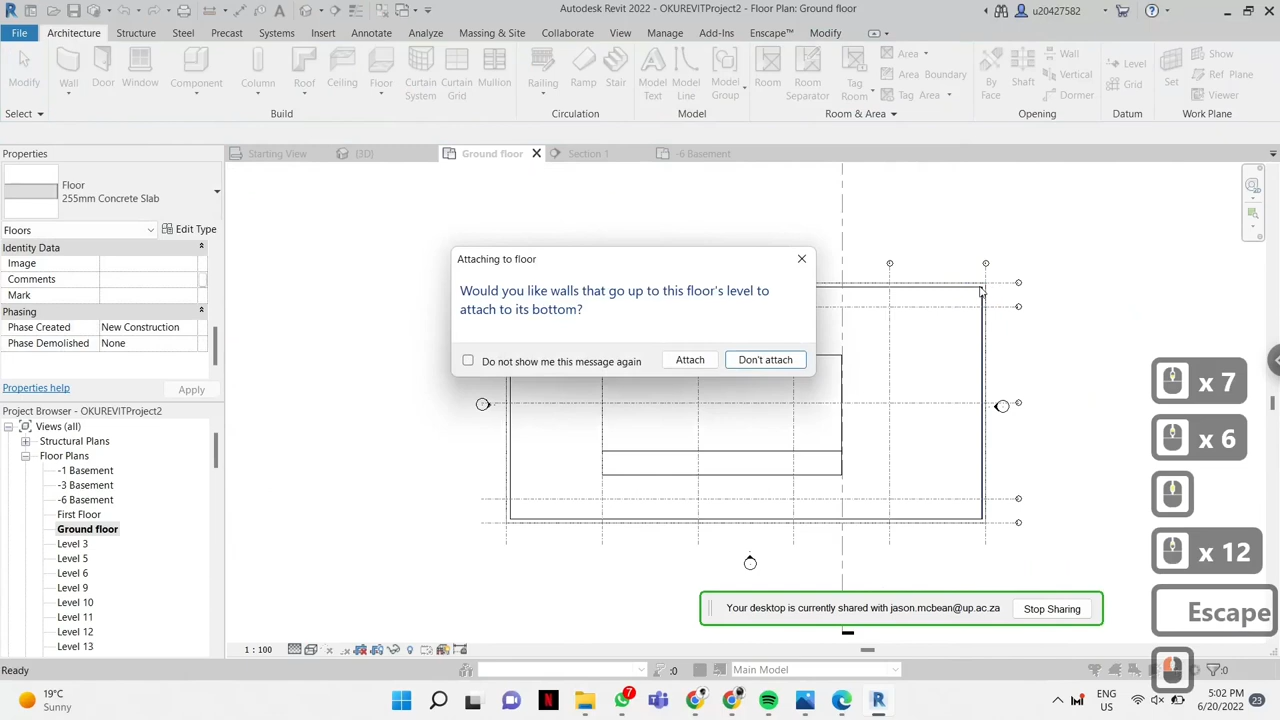 Autodesk Revit 2022 - OKUREVITProject2 - Floor Plan: Ground floor
u20427582
File Architecture Structure Steel Precast Systems Insert Annotate Analyze Massing & Site Collaborate View Manage Add-Ins Enscape™ Modify
Modify Wall Door Window Component Column Roof Ceiling Floor Curtain System Curtain Grid Mullion Railing Ramp Stair Model Text Model Line Model Group Room Room Separator Tag Room Area Area Boundary Tag Area By Face Shaft Wall Vertical Dormer Level Grid Set Show Ref Plane Viewer
Select Build Circulation Model Room & Area Opening Datum Work Plane
Properties
Starting View {3D} Ground floor Section 1 -6 Basement
Floor
255mm Concrete Slab
Floors Edit Type
Identity Data
Image
Comments
Mark
Phasing
Phase Created New Construction
Phase Demolished None
Properties help Apply
Project Browser - OKUREVITProject2
Views (all)
Structural Plans
Floor Plans
-1 Basement
-3 Basement
-6 Basement
First Floor
Ground floor
Level 3
Level 5
Level 6
Level 9
Level 10
Level 11
Level 12
Level 13
Attaching to floor
Would you like walls that go up to this floor's level to
attach to its bottom?
Do not show me this message again Attach Don't attach
x 7
x 6
x 12
Escape
Your desktop is currently shared with jason.mcbean@up.ac.za Stop Sharing
1 : 100
Ready :0 Main Model :0
19°C
Sunny
7
ENG
US
5:02 PM
6/20/2022
23